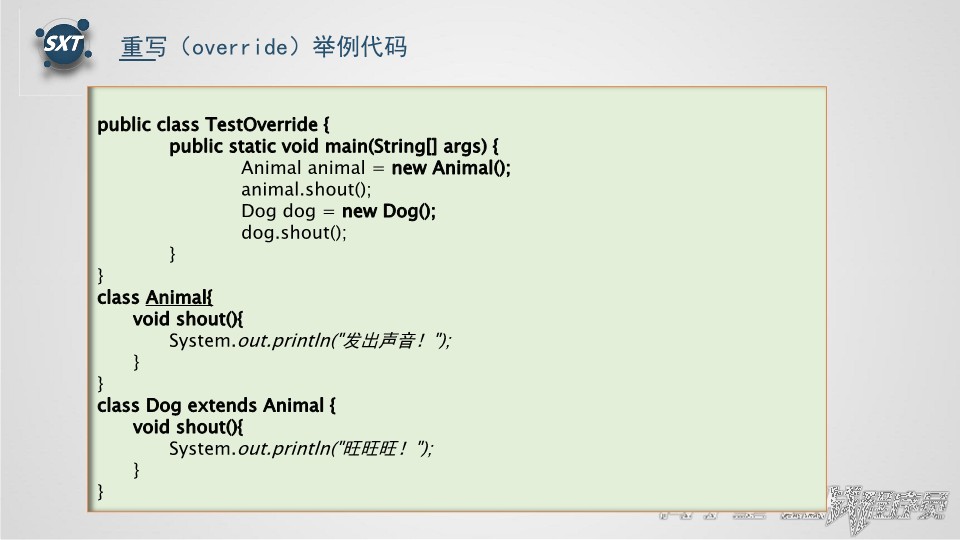 SXT
重写（override）举例代码
public class TestOverride {
public static void main(String[] args) {
Animal animal = new Animal();
animal.shout();
Dog dog = new Dog();
dog.shout();
}
}
class Animal{
void shout(){
System.out.println("发出声音！");
}
}
class Dog extends Animal {
void shout(){
System.out.println("旺旺旺！");
}
}